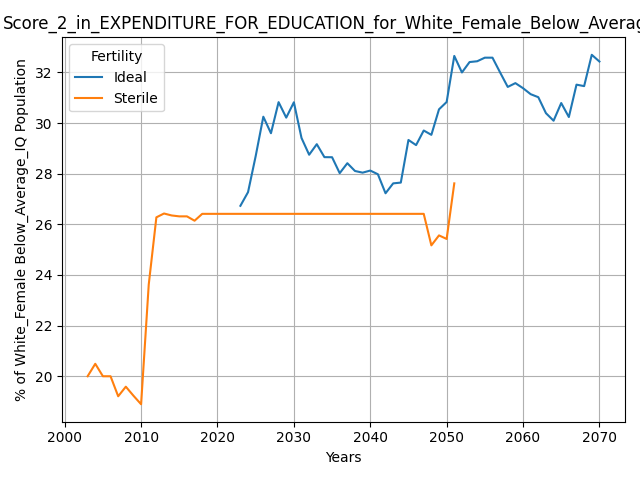 Score_2_in_EXPENDITURE_FOR_EDUCATION_for_White_Female_Below_Averag
Fertility
Ideal
Sterile
% of White_Female Below_Average_IQ Population
32
30
28
26
24
22
20
2000 2010 2020 2030 2040 2050 2060 2070
Years